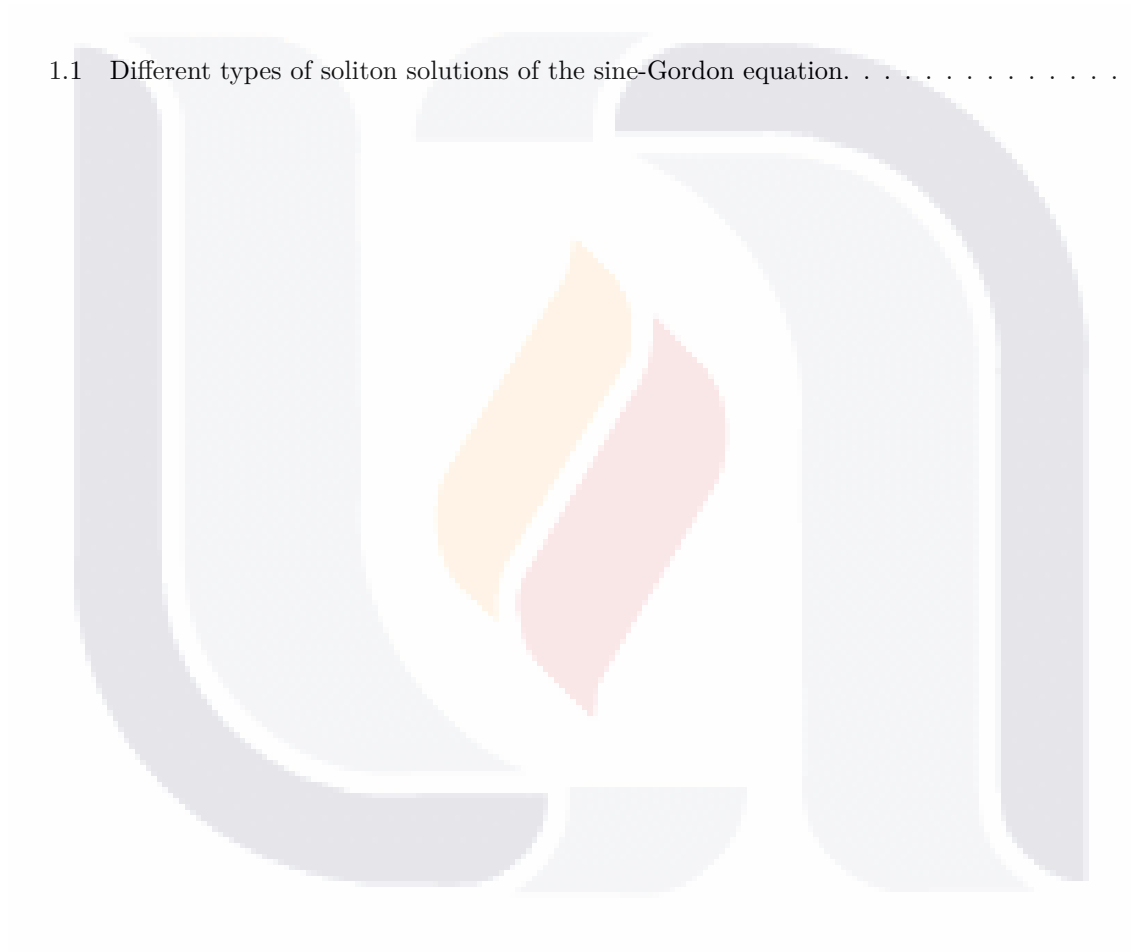 1.1 Different types of soliton solutions of the sine-Gordon equation. . . . . . . . . . . . . . .